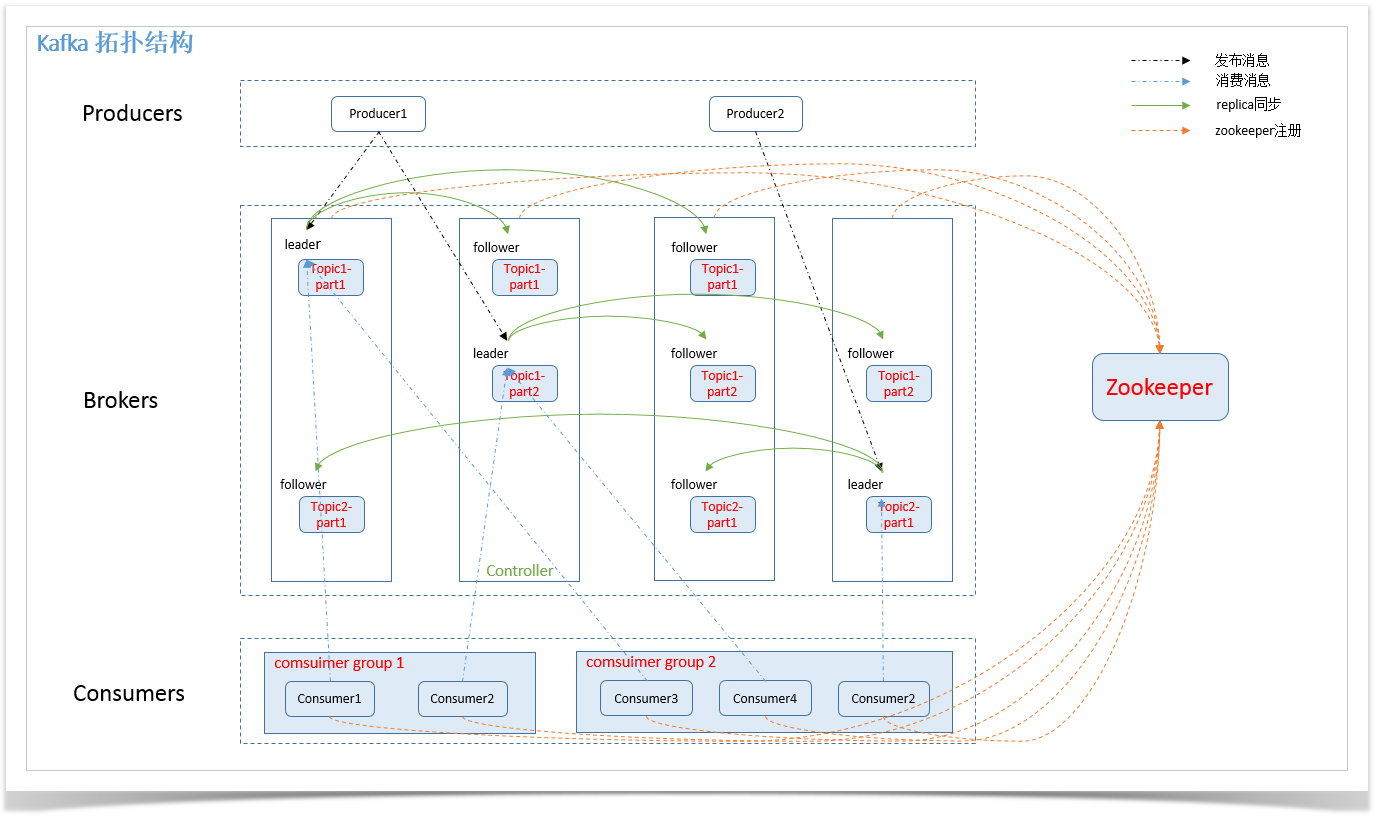 Kafka 拓扑结构
发布消息
消费消息
replica同步
zookeeper注册
Producers
Producer1
Producer2
Brokers
leader
Topic1-
part1
follower
Topic2-
part1
follower
Topic1-
part1
leader
Topic1-
part2
Controller
follower
Topic1-
part1
follower
Topic1-
part2
follower
Topic2-
part1
follower
Topic1-
part2
leader
Topic2-
part1
Zookeeper
Consumers
comsuimer group 1
Consumer1
Consumer2
comsuimer group 2
Consumer3
Consumer4
Consumer2